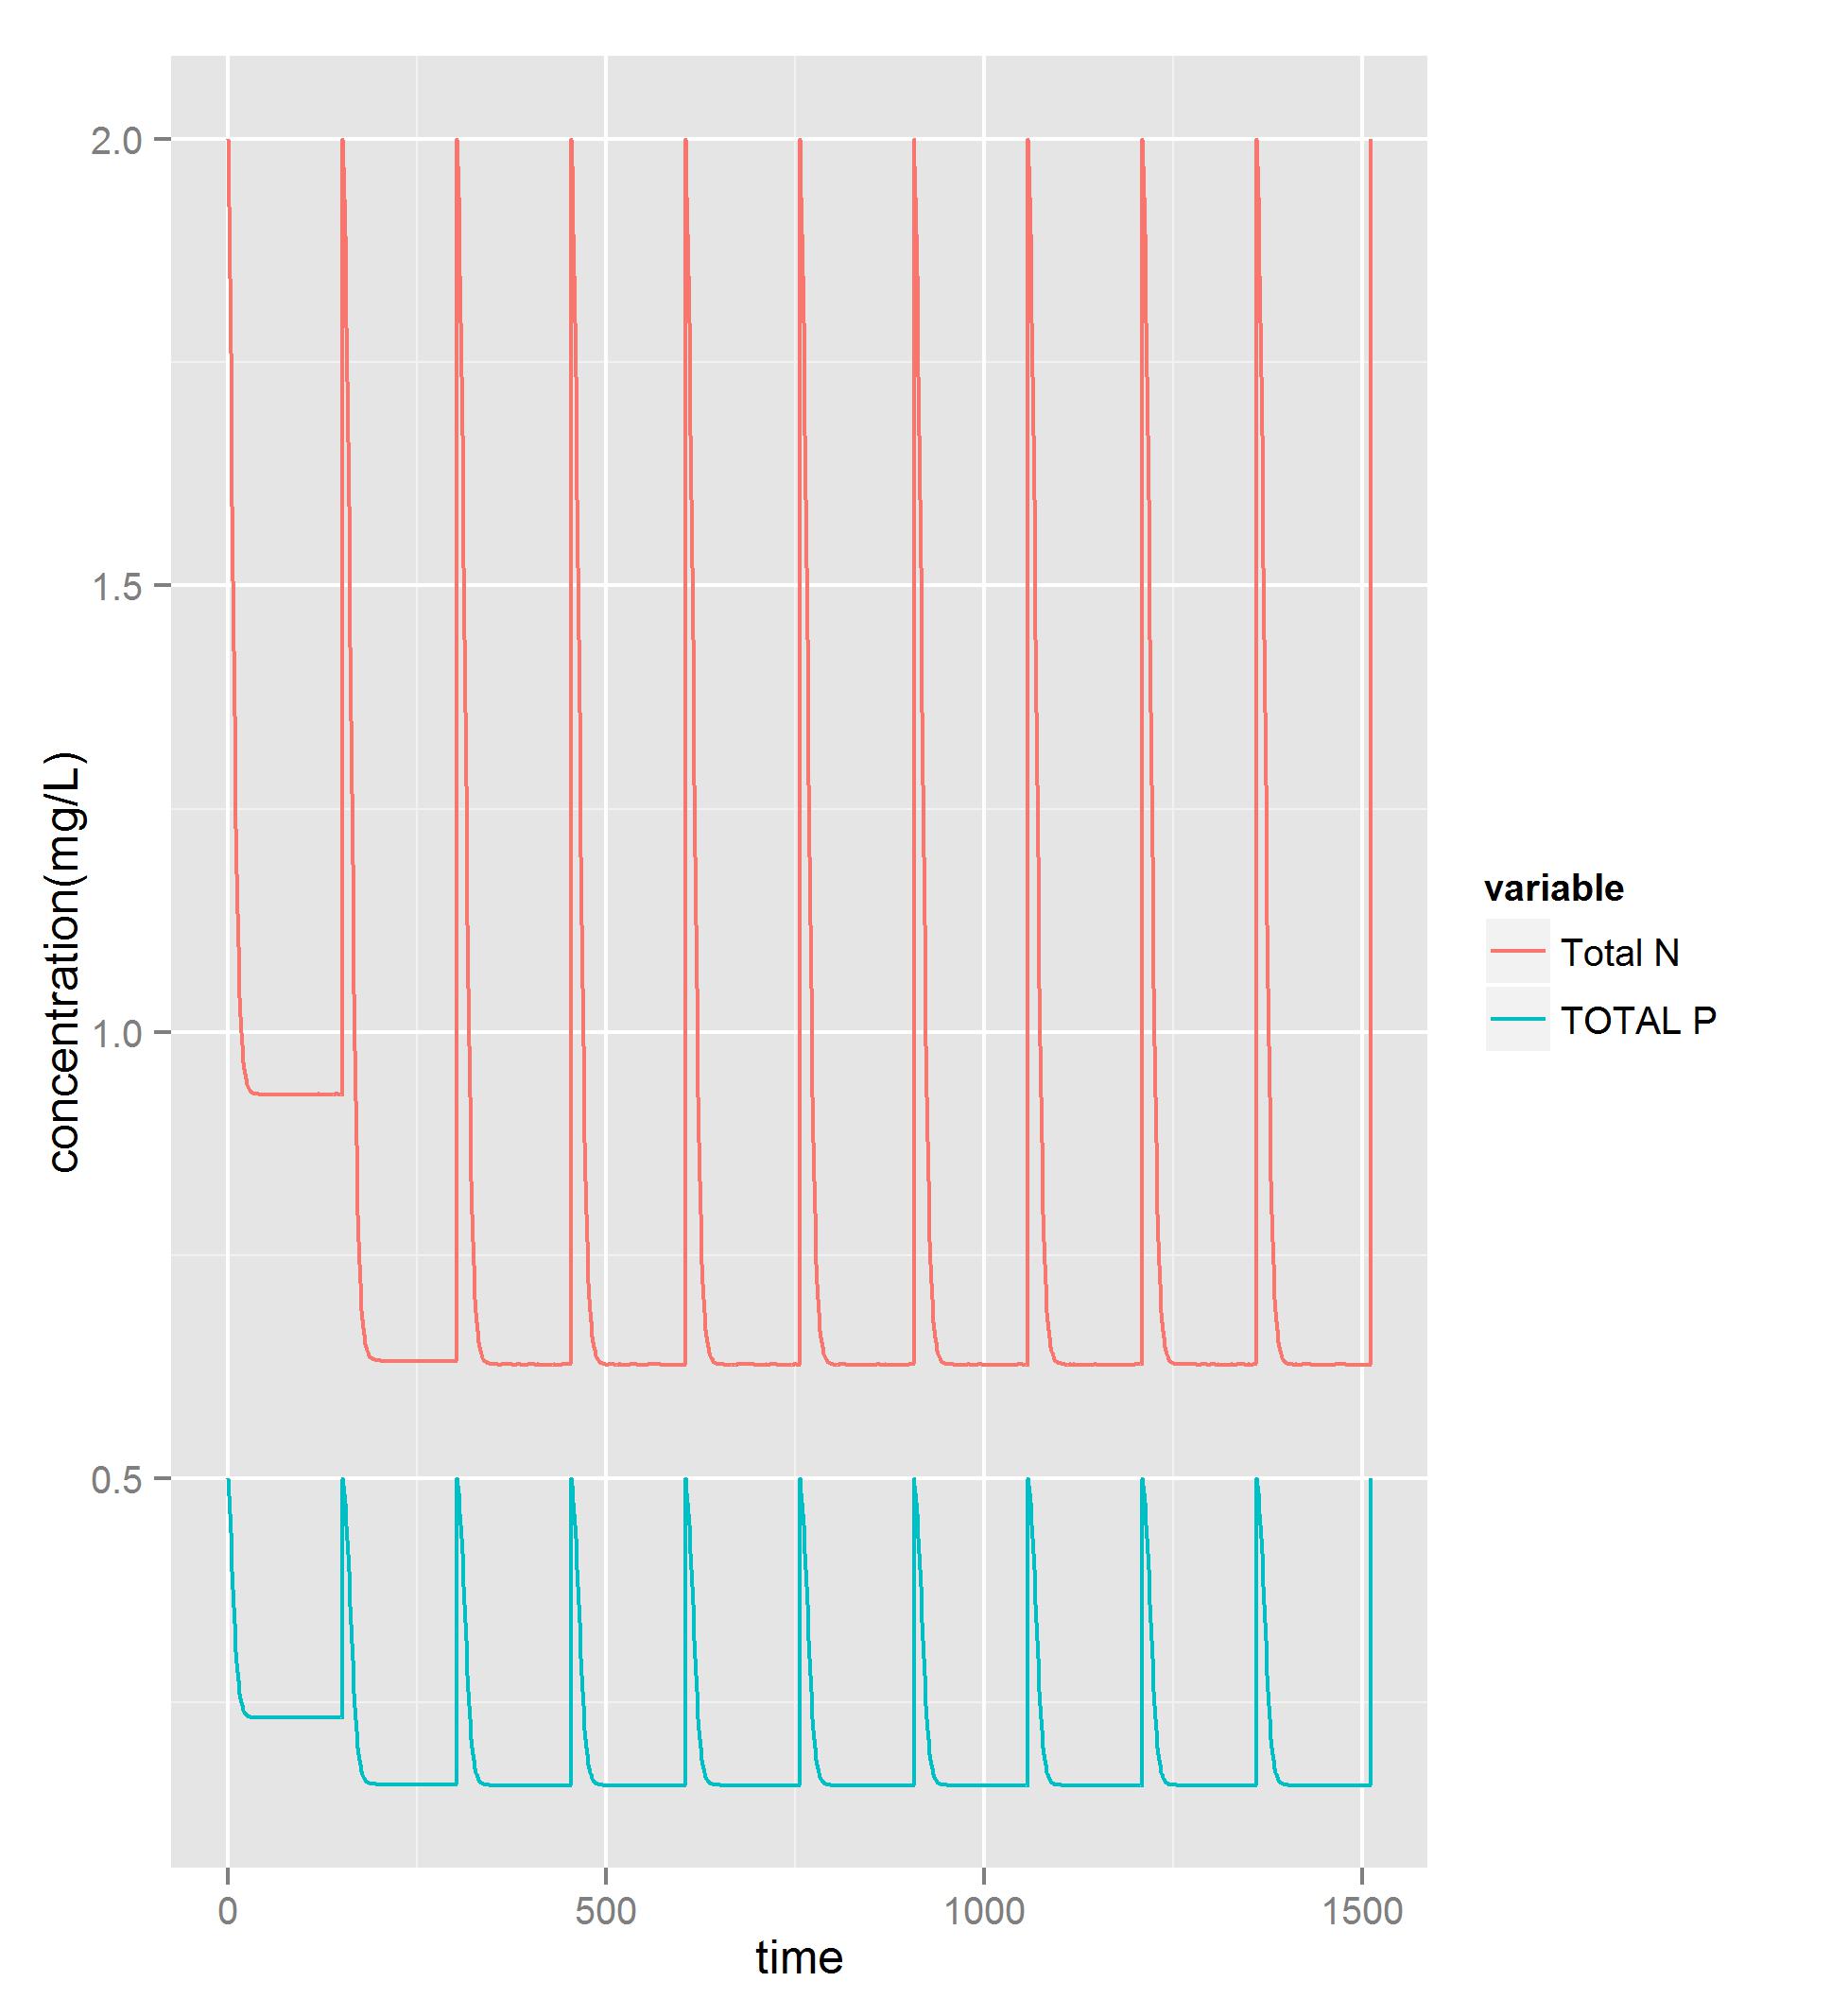 2.0
1.5
1.0
0.5
concentration(mg/L)
0 500 1000 1500
time
variable
Total N
TOTAL P